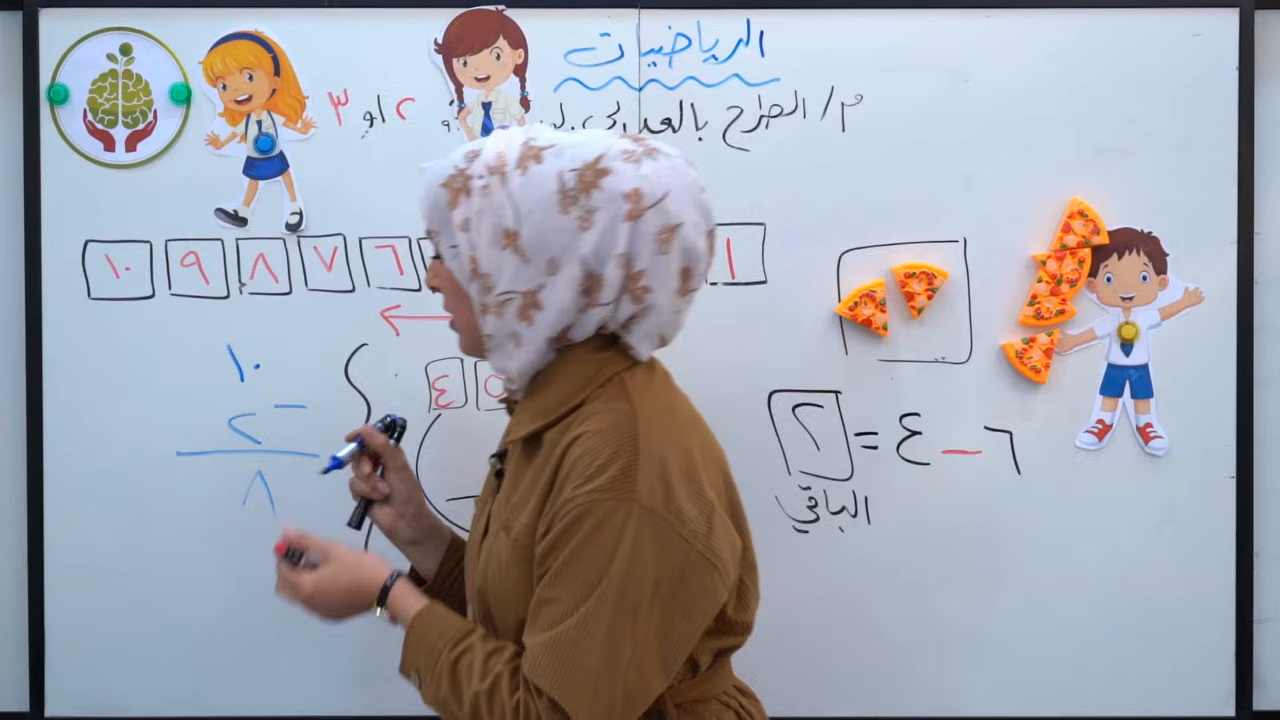 الرياضيات
م/ الطرح بالعد
٢ او ٣
١
٦ ٧ ٨ ٩ ١٠
٦ - ٤ = ٢
الباقي
٥ ٤
١٠
- ٢
٨